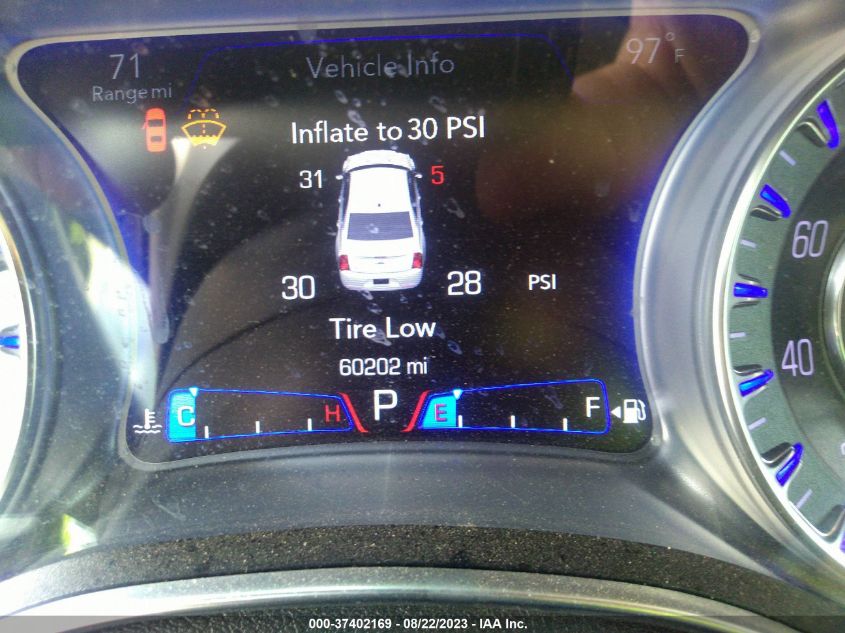 71
Range mi
Vehicle Info
97°F
Inflate to 30 PSI
31
5
30
28
PSI
Tire Low
60202 mi
C
H
P
E
F
60
40
000-37402169 - 08/22/2023 - IAA Inc.